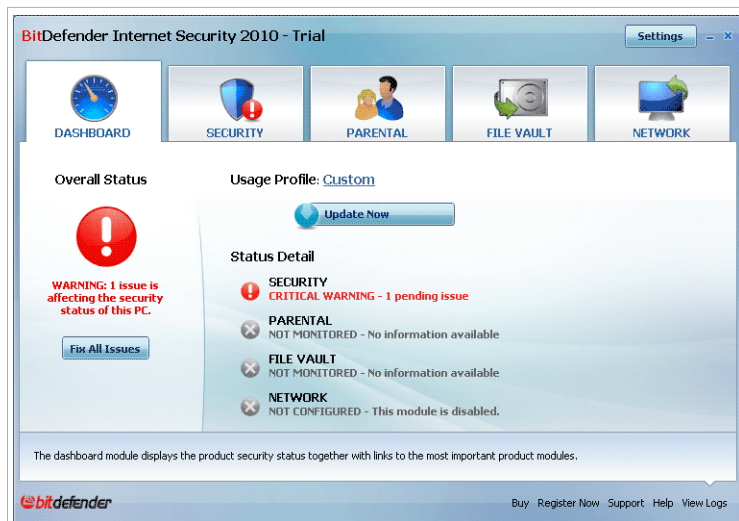 BitDefender Internet Security 2010 - Trial
Settings
DASHBOARD
SECURITY
PARENTAL
FILE VAULT
NETWORK
Overall Status
WARNING: 1 issue is
affecting the security
status of this PC.
Fix All Issues
Usage Profile: Custom
Update Now
Status Detail
SECURITY
CRITICAL WARNING - 1 pending issue
PARENTAL
NOT MONITORED - No information available
FILE VAULT
NOT MONITORED - No information available
NETWORK
NOT CONFIGURED - This module is disabled.
The dashboard module displays the product security status together with links to the most important product modules.
bitdefender
Buy Register Now Support Help View Logs